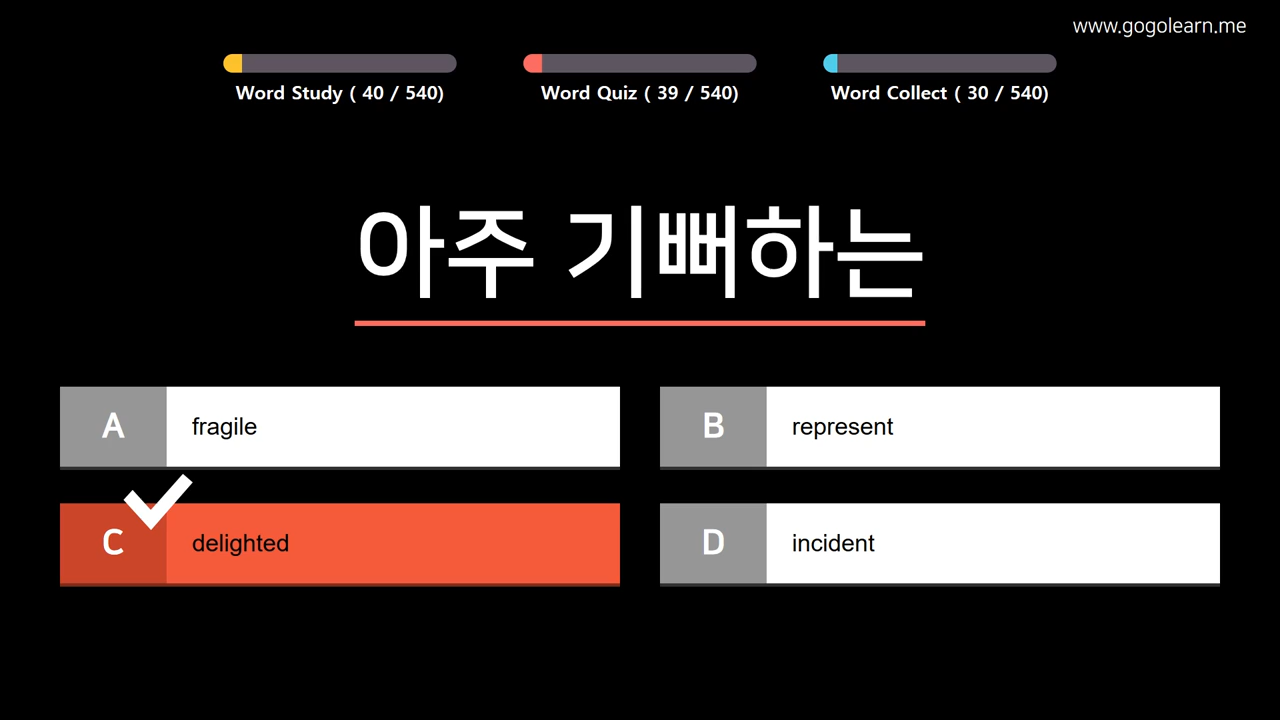 www.gogolearn.me
Word Study ( 40 / 540)
Word Quiz ( 39 / 540)
Word Collect ( 30 / 540)
아주 기뻐하는
A fragile
B represent
C delighted
D incident